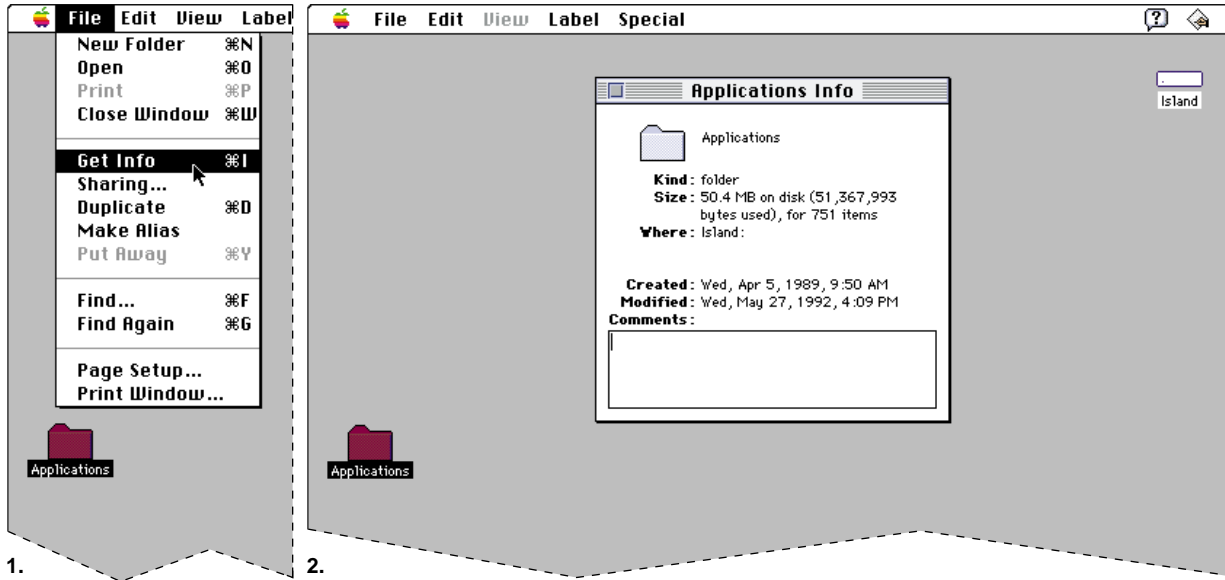 File Edit View Label
New Folder ⌘N
Open ⌘O
Print ⌘P
Close Window ⌘W
Get Info ⌘I
Sharing...
Duplicate ⌘D
Make Alias
Put Away ⌘Y
Find... ⌘F
Find Again ⌘G
Page Setup...
Print Window...
Applications
1.
File Edit View Label Special
Island
Applications Info
Applications
Kind: folder
Size: 50.4 MB on disk (51,367,993
bytes used), for 751 items
Where: Island:
Created: Wed, Apr 5, 1989, 9:50 AM
Modified: Wed, May 27, 1992, 4:09 PM
Comments:
Applications
2.